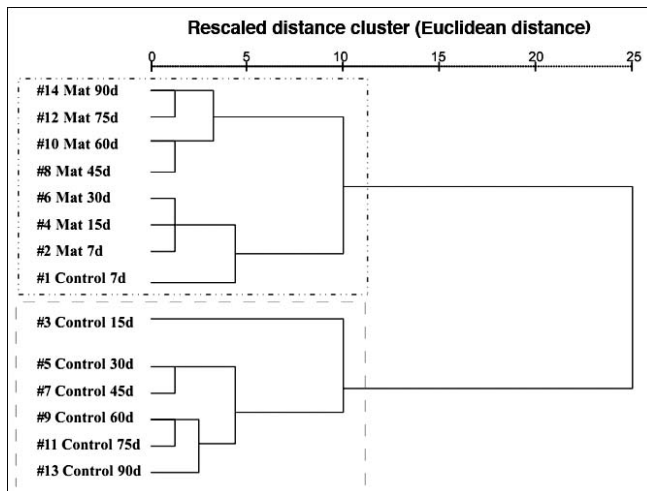 Rescaled distance cluster (Euclidean distance)
0 5 10 15 20 25
#14 Mat 90d
#12 Mat 75d
#10 Mat 60d
#8 Mat 45d
#6 Mat 30d
#4 Mat 15d
#2 Mat 7d
#1 Control 7d
#3 Control 15d
#5 Control 30d
#7 Control 45d
#9 Control 60d
#11 Control 75d
#13 Control 90d